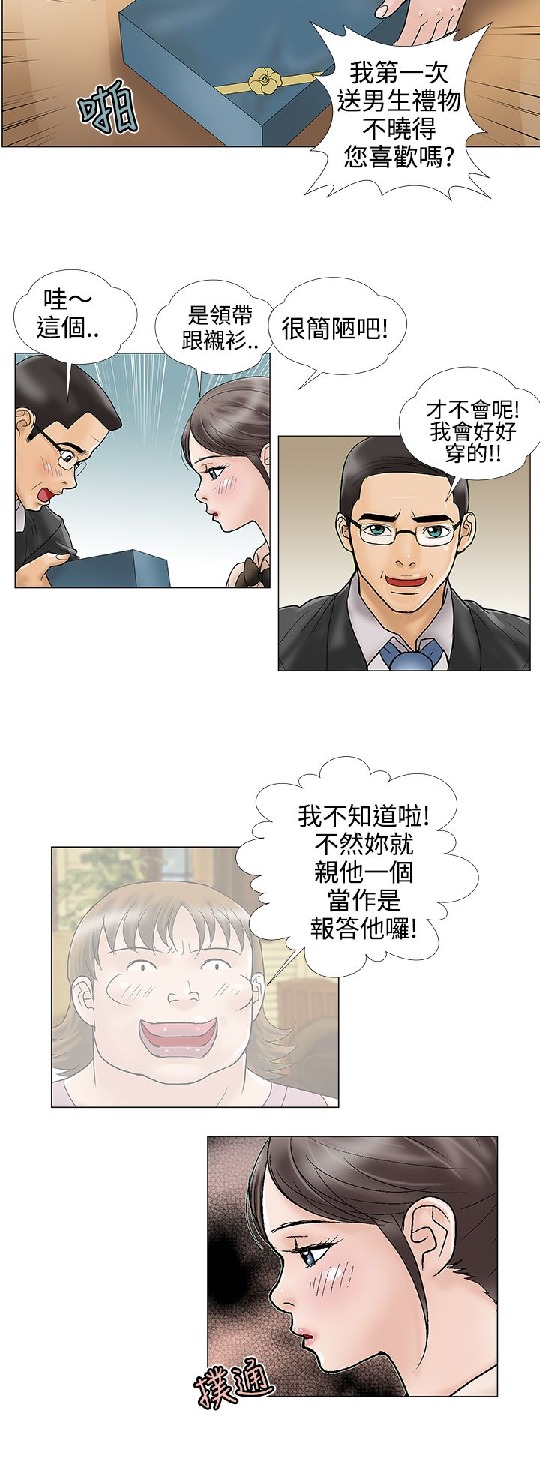 啪
我第一次
送男生禮物
不曉得
您喜歡嗎?
哇～
這個..
是領帶
跟襯衫..
很簡陋吧!
才不會呢!
我會好好
穿的!!
我不知道啦!
不然妳就
親他一個
當作是
報答他囉!
撲通